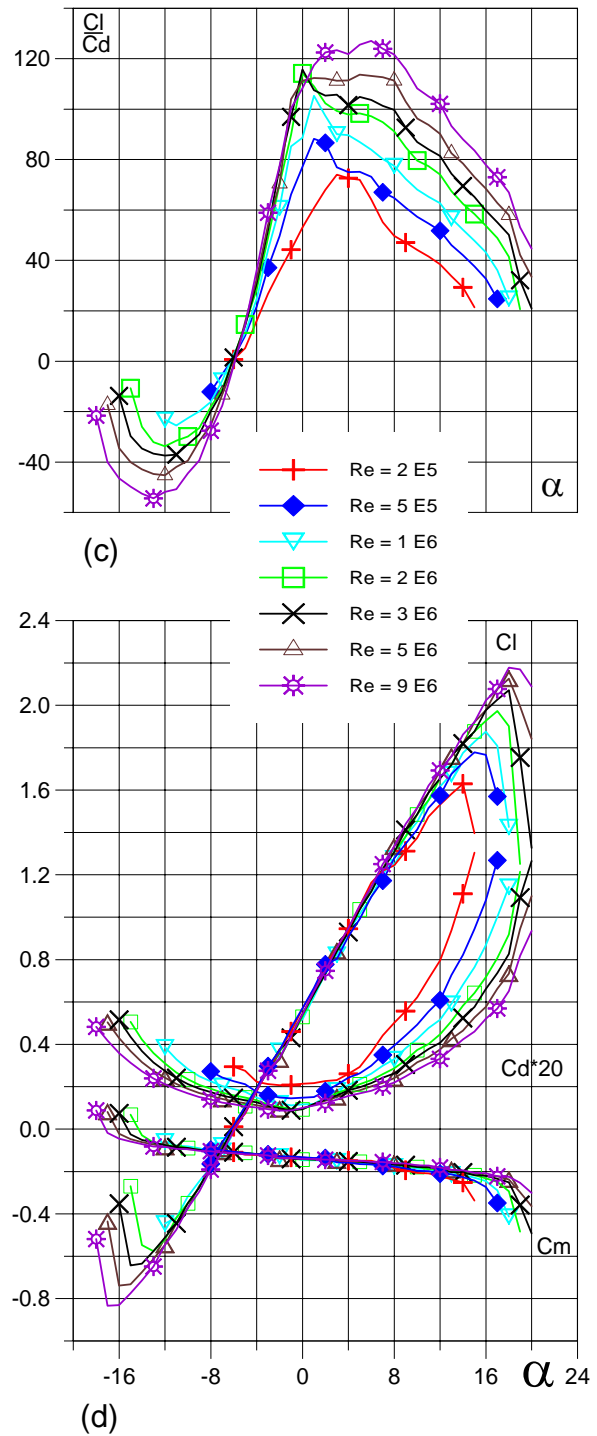 Cl
Cd
120
80
40
0
-40
α
(c)
Re = 2 E5
Re = 5 E5
Re = 1 E6
Re = 2 E6
Re = 3 E6
Re = 5 E6
Re = 9 E6
2.4
Cl
2.0
1.6
1.2
0.8
0.4
Cd*20
0.0
-0.4
Cm
-0.8
-16 -8 0 8 16 α 24
(d)